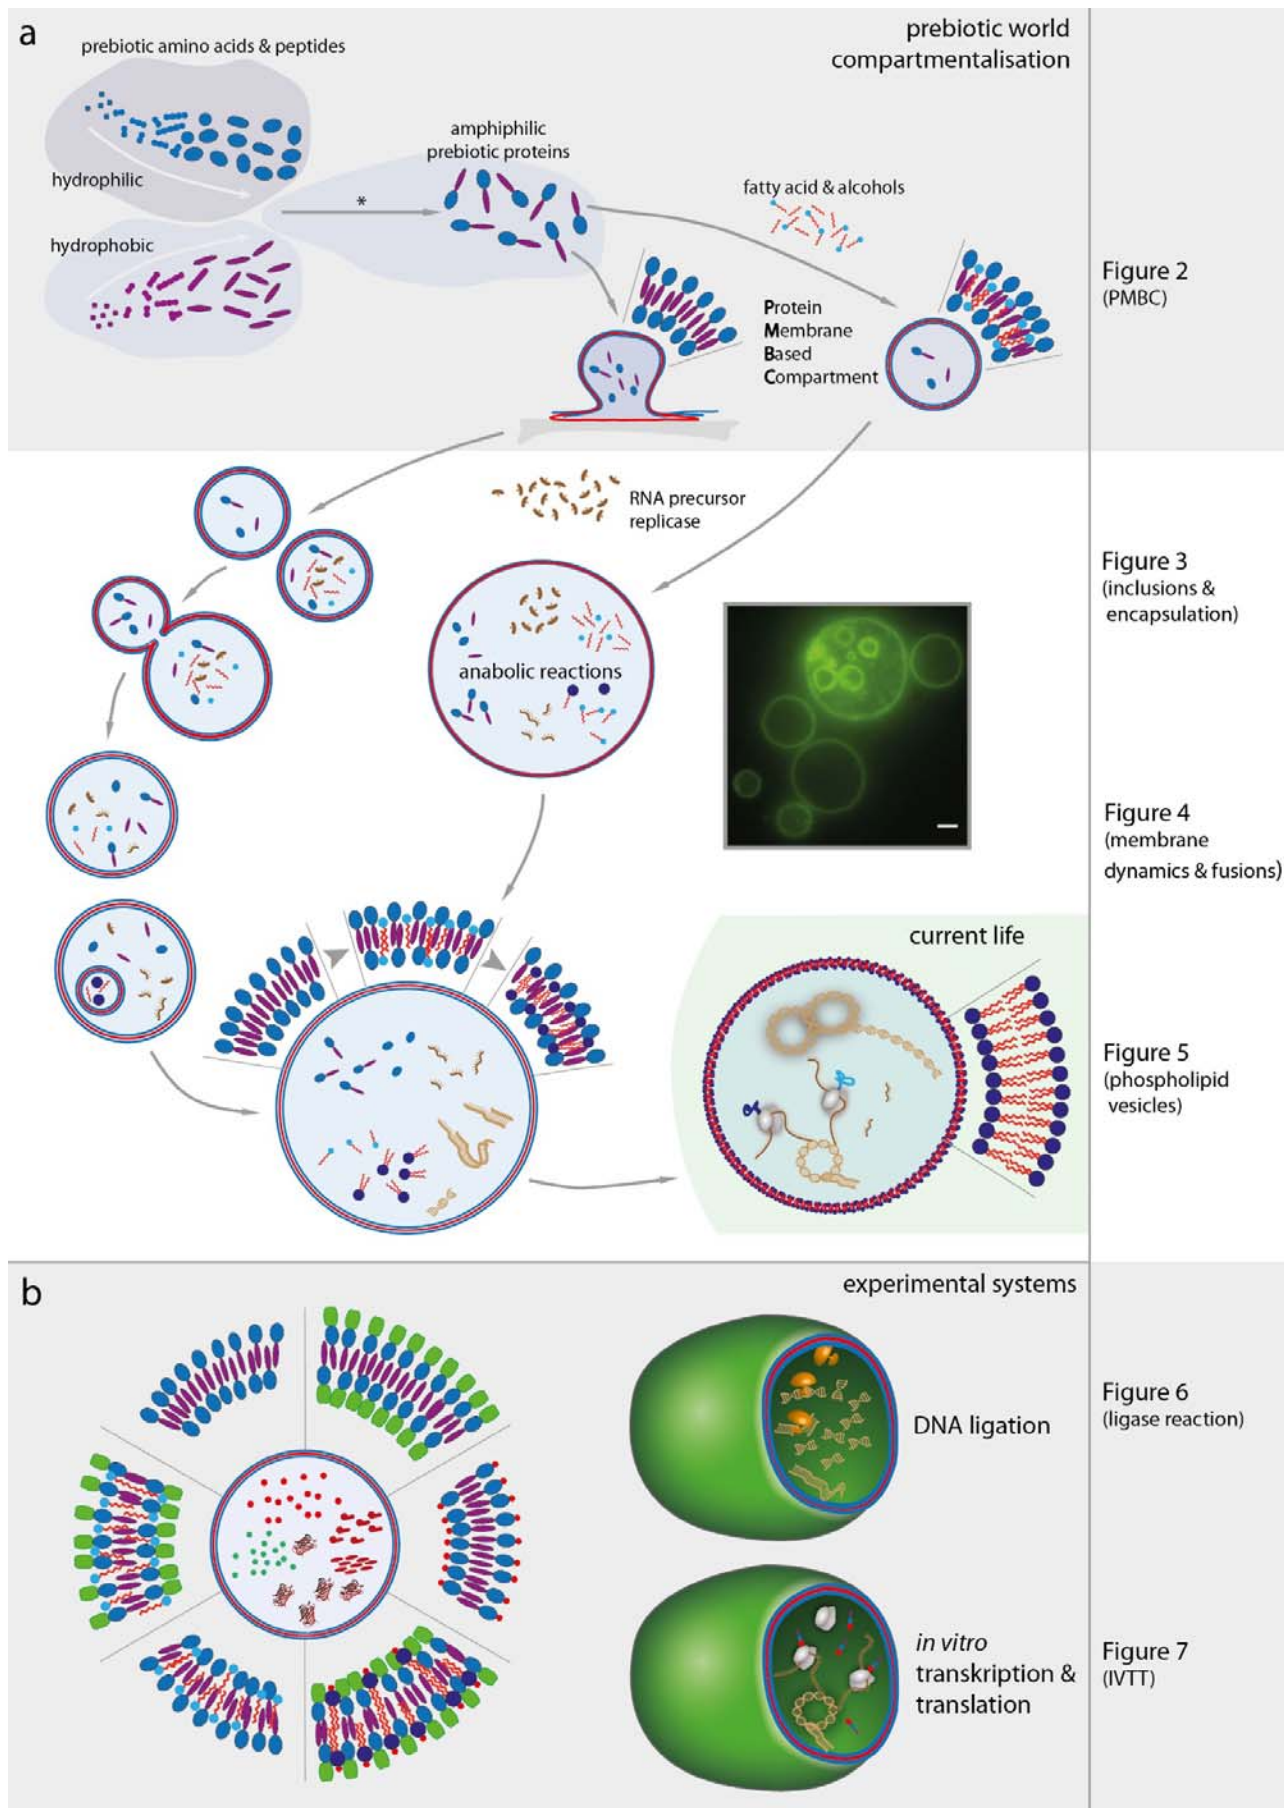 a
prebiotic world
compartmentalisation
prebiotic amino acids & peptides
hydrophilic
hydrophobic
*
amphiphilic
prebiotic proteins
fatty acid & alcohols
Protein
Membrane
Based
Compartment
Figure 2
(PMBC)
RNA precursor
replicase
anabolic reactions
Figure 3
(inclusions &
encapsulation)
Figure 4
(membrane
dynamics & fusions)
current life
Figure 5
(phospholipid
vesicles)
b
experimental systems
DNA ligation
Figure 6
(ligase reaction)
in vitro
transkription &
translation
Figure 7
(IVTT)